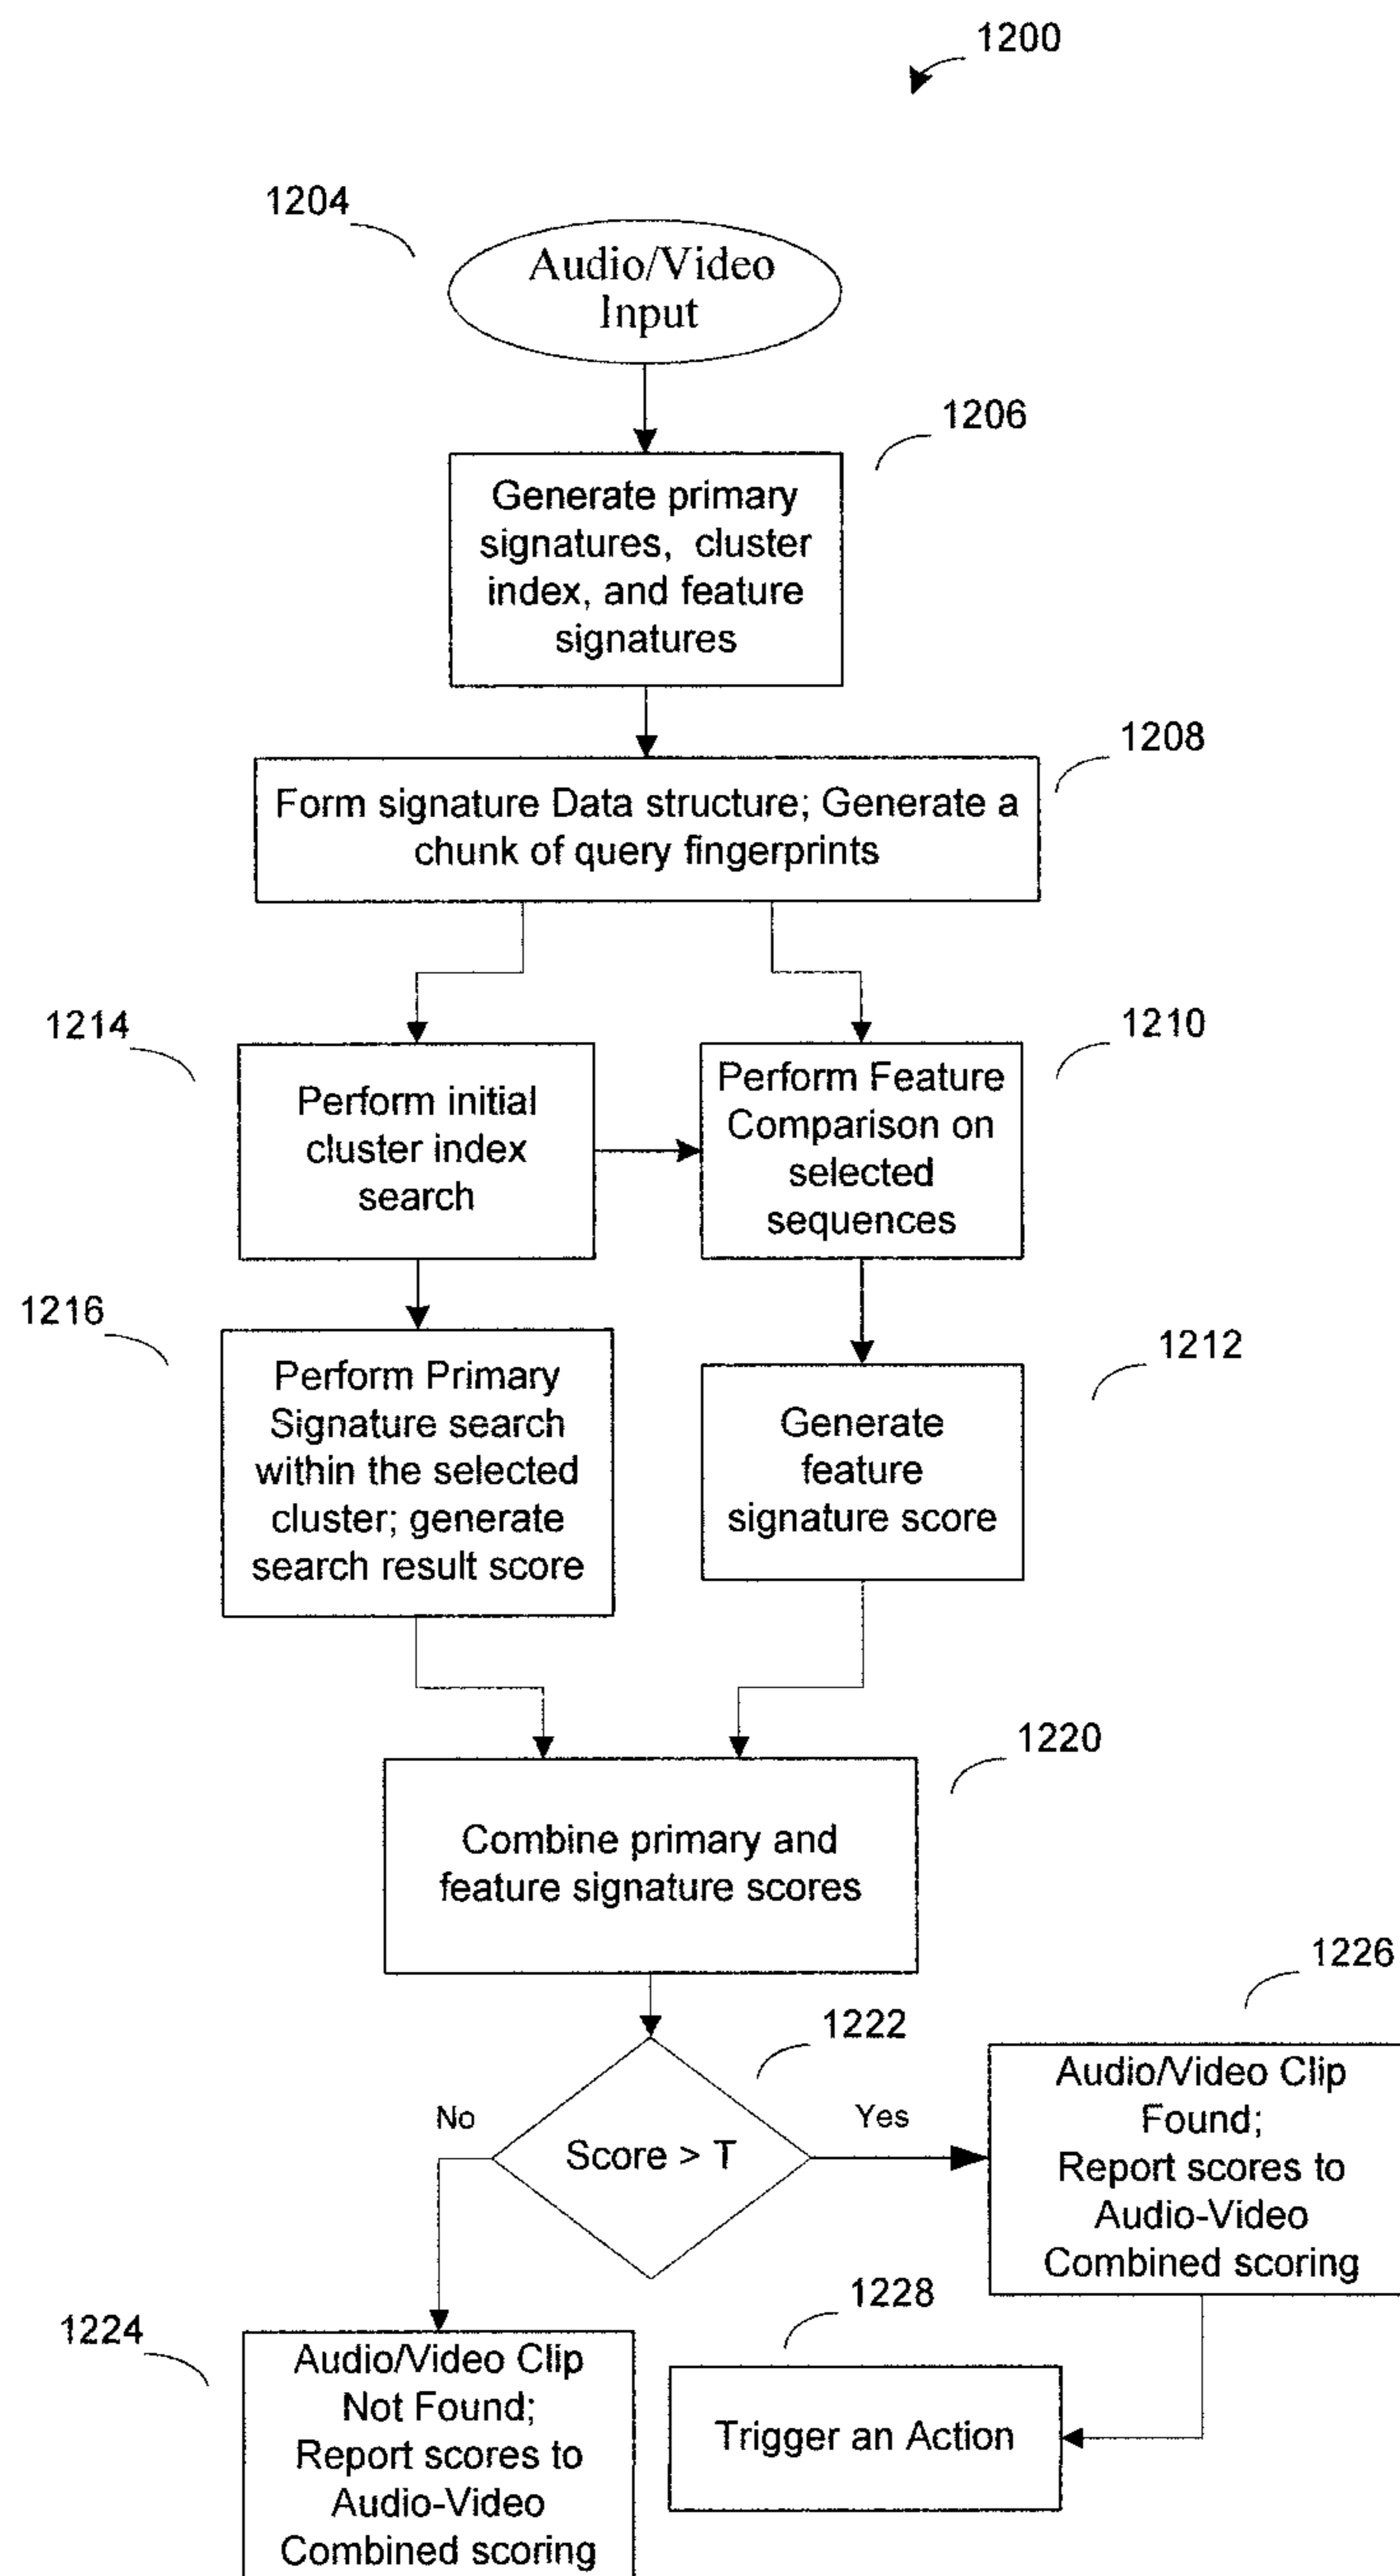 1200
1204
Audio/Video
Input
1206
Generate primary
signatures, cluster
index, and feature
signatures
1208
Form signature Data structure; Generate a
chunk of query fingerprints
1214
1210
Perform initial
cluster index
search
Perform Feature
Comparison on
selected
sequences
1216
1212
Perform Primary
Signature search
within the selected
cluster; generate
search result score
Generate
feature
signature score
1220
Combine primary and
feature signature scores
1226
1222
No
Score > T
Yes
Audio/Video Clip
Found;
Report scores to
Audio-Video
Combined scoring
1228
1224
Audio/Video Clip
Not Found;
Report scores to
Audio-Video
Combined scoring
Trigger an Action